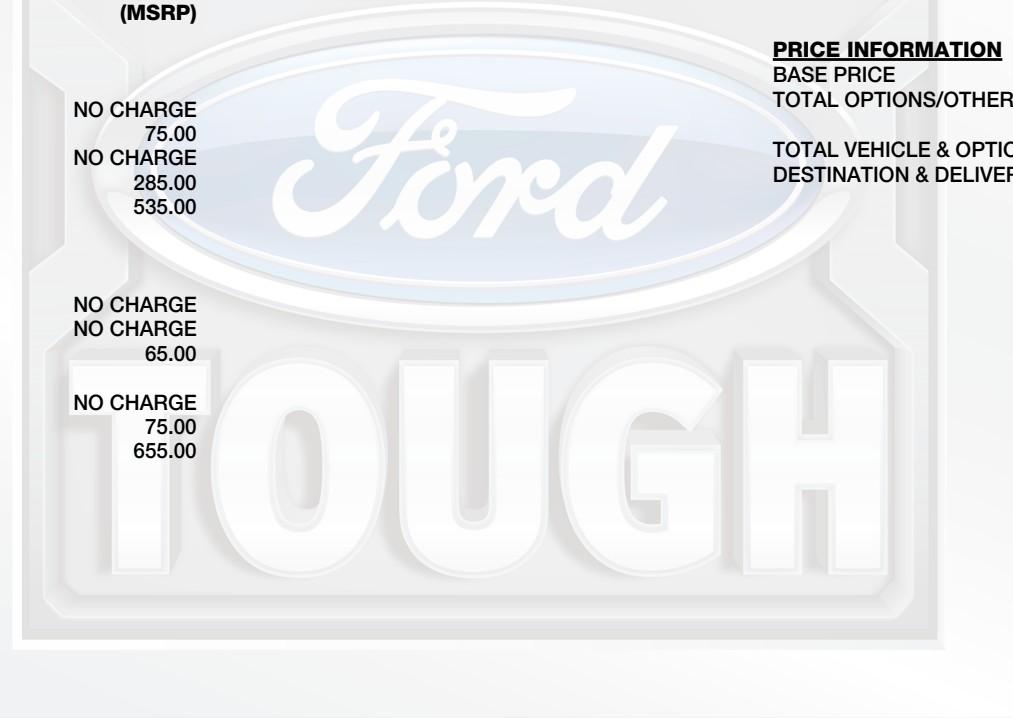 (MSRP)
NO CHARGE
75.00
NO CHARGE
285.00
535.00
NO CHARGE
NO CHARGE
65.00
NO CHARGE
75.00
655.00
PRICE INFORMATION
BASE PRICE
TOTAL OPTIONS/OTHER
TOTAL VEHICLE & OPTIO
DESTINATION & DELIVER
Ford
TOUGH